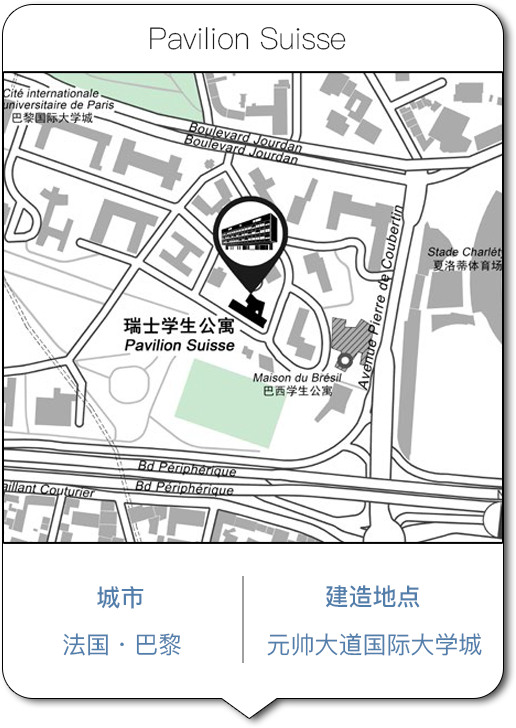 Pavilion Suisse
Cité internationale
universitaire de Paris
巴黎国际大学城
Boulevard Jourdan
Boulevard Jourdan
Avenue Pierre de Coubertin
Stade Charléty
夏洛蒂体育场
瑞士学生公寓
Pavilion Suisse
Maison du Brésil
巴西学生公寓
Bd Périphérique
Bd Périphérique
aillant Couturier
城市
建造地点
法国·巴黎
元帅大道国际大学城